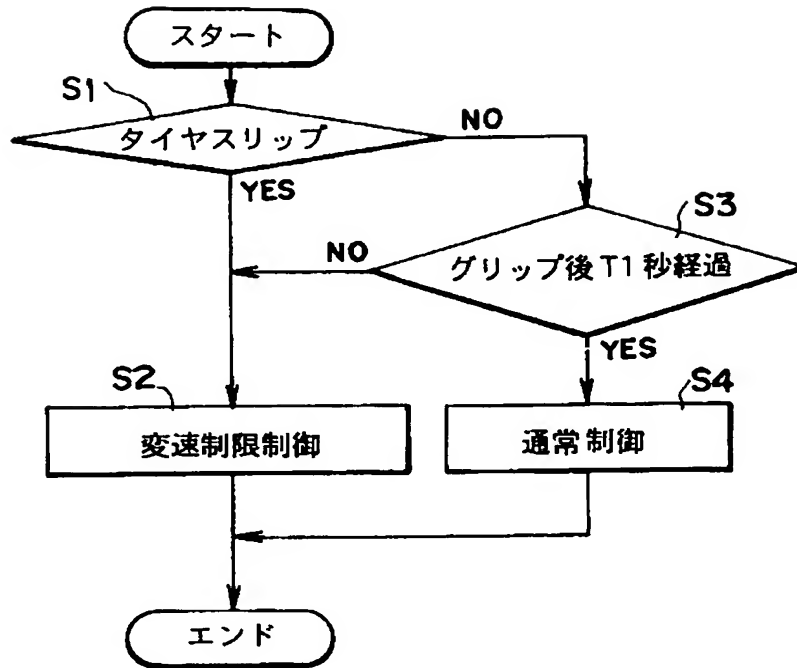 スタート
S1
タイヤスリップ
NO
YES
S3
NO
グリップ後T1秒経過
YES
S2
変速制限制御
S4
通常制御
エンド